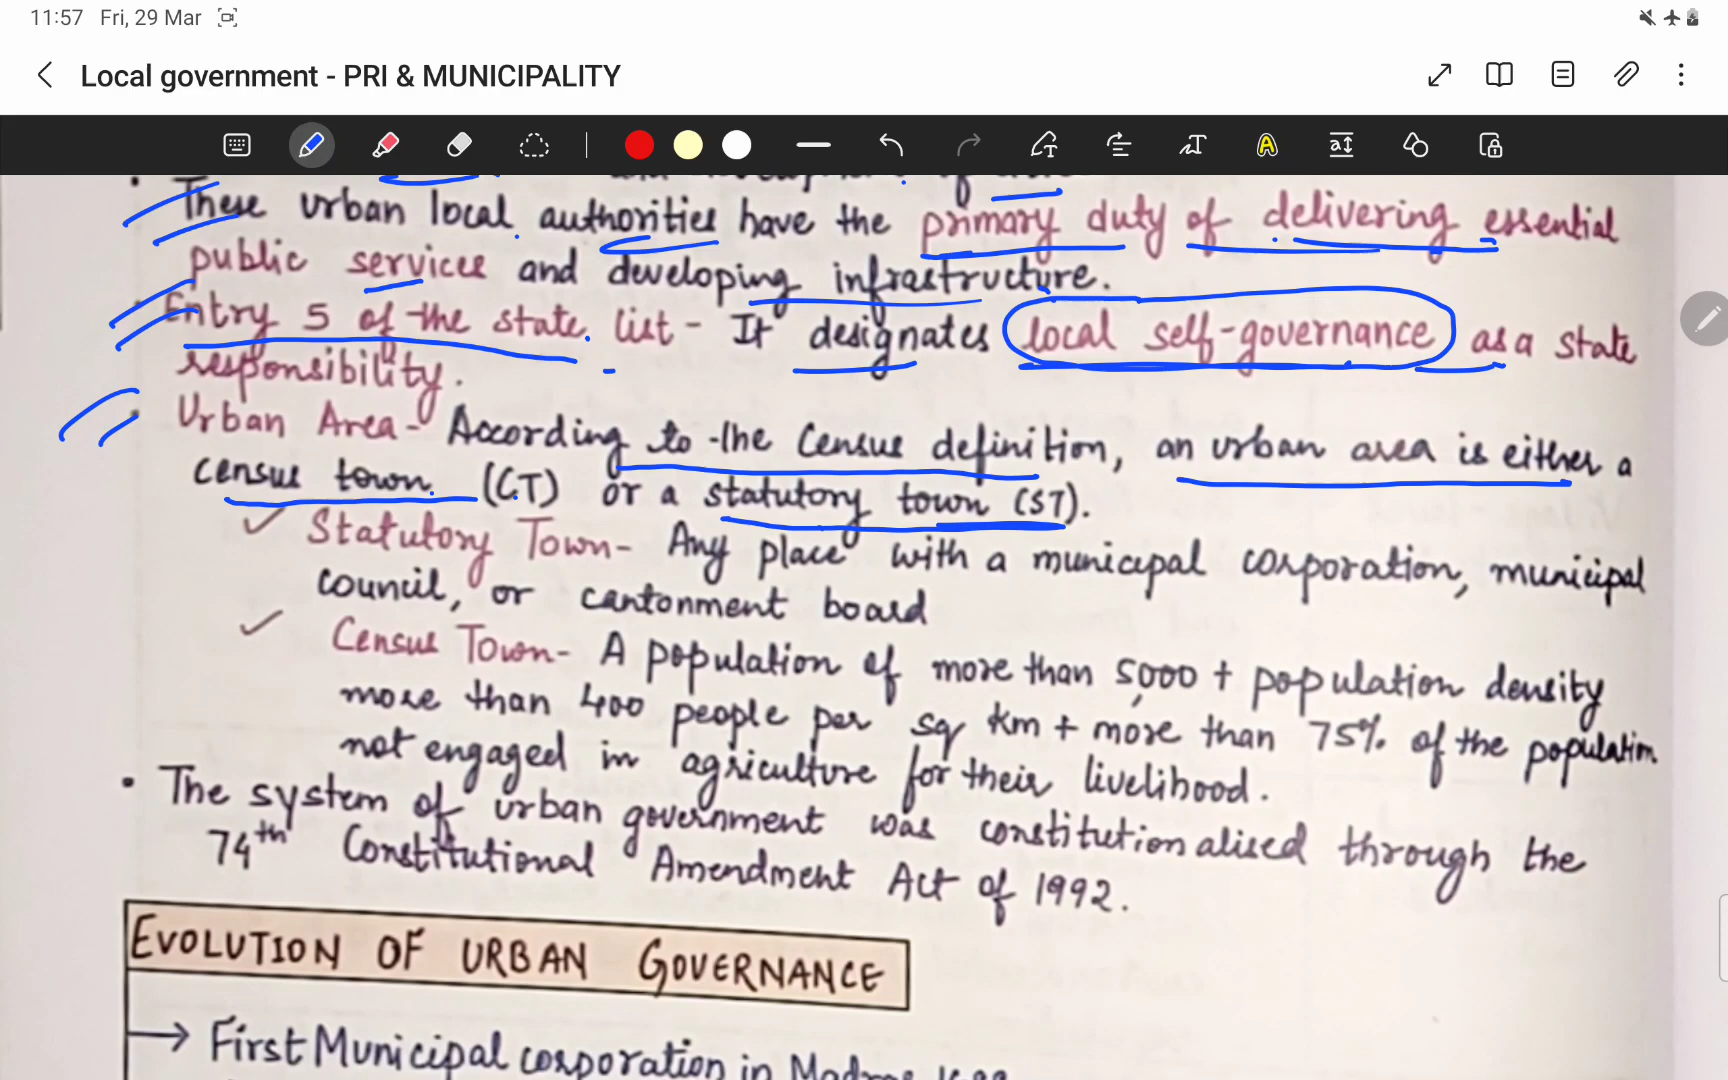 11:57 Fri, 29 Mar
Local government - PRI & MUNICIPALITY
These urban local authorities have the primary duty of delivering essential
public services and developing infrastructure.
Entry 5 of the state list - It designates local self-governance as a state
responsibility.
Urban Area- According to the Census definition, an urban area is either a
census town (CT) or a statutory town (ST).
Statutory Town- Any place with a municipal corporation, municipal
council, or cantonment board
Census Town- A population of more than 5,000 + population density
more than 400 people per sq km + more than 75% of the population
not engaged in agriculture for their livelihood.
• The system of urban government was constitutionalised through the
74th Constitutional Amendment Act of 1992.
EVOLUTION OF URBAN GOVERNANCE
→ First Municipal corporation in Madras